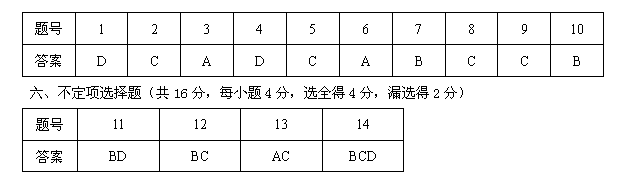 题号 1 2 3 4 5 6 7 8 9 10
答案 D C A D C A B C C B
六、不定项选择题（共 16 分，每小题 4 分，选全得 4 分，漏选得 2 分）
题号 11 12 13 14
答案 BD BC AC BCD